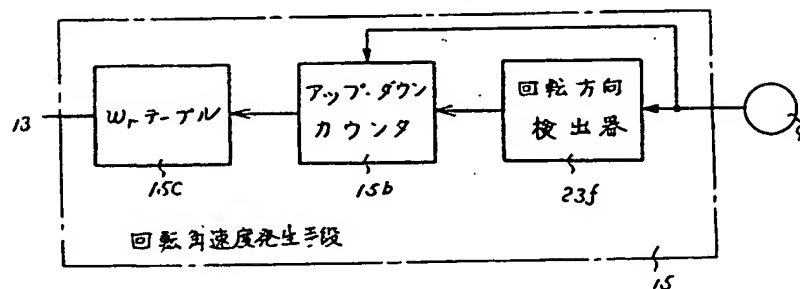 13
Wr テーブル
15c
アップ・ダウン
カウンタ
15b
回転方向
検出器
23f
回転角速度発生手段
15